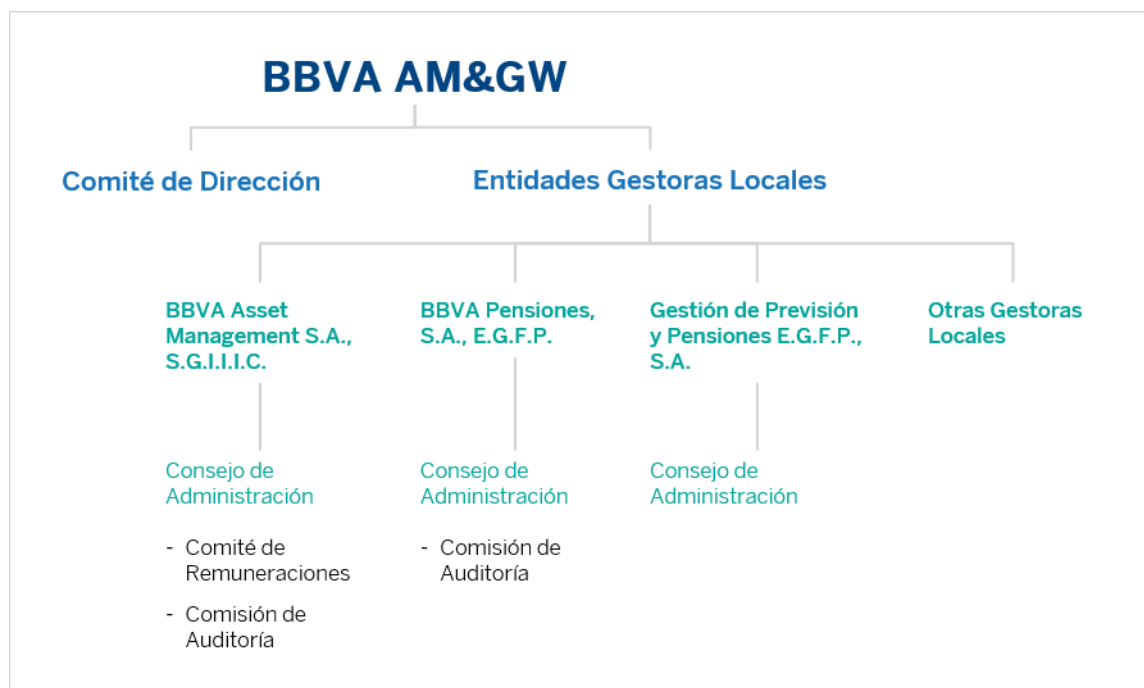 BBVA AM&GW
Comité de Dirección
Entidades Gestoras Locales
BBVA Asset
Management S.A.,
S.G.I.I.I.C.
BBVA Pensiones,
S.A., E.G.F.P.
Gestión de Previsión
y Pensiones E.G.F.P.,
S.A.
Otras Gestoras
Locales
Consejo de
Administración
- Comité de
Remuneraciones
- Comisión de
Auditoría
Consejo de
Administración
- Comisión de
Auditoría
Consejo de
Administración